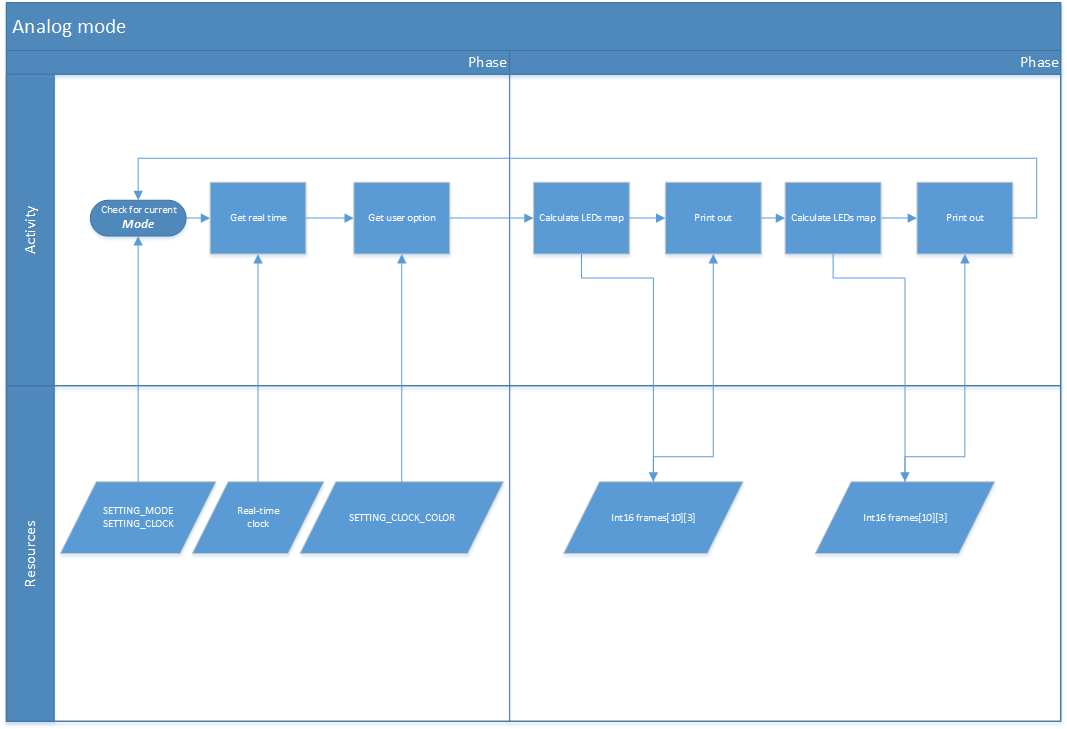 Analog mode
Phase
Phase
Activity
Check for current
Mode
Get real time
Get user option
Calculate LEDs map
Print out
Calculate LEDs map
Print out
Resources
SETTING_MODE
SETTING_CLOCK
Real-time
clock
SETTING_CLOCK_COLOR
Int16 frames[10][3]
Int16 frames[10][3]